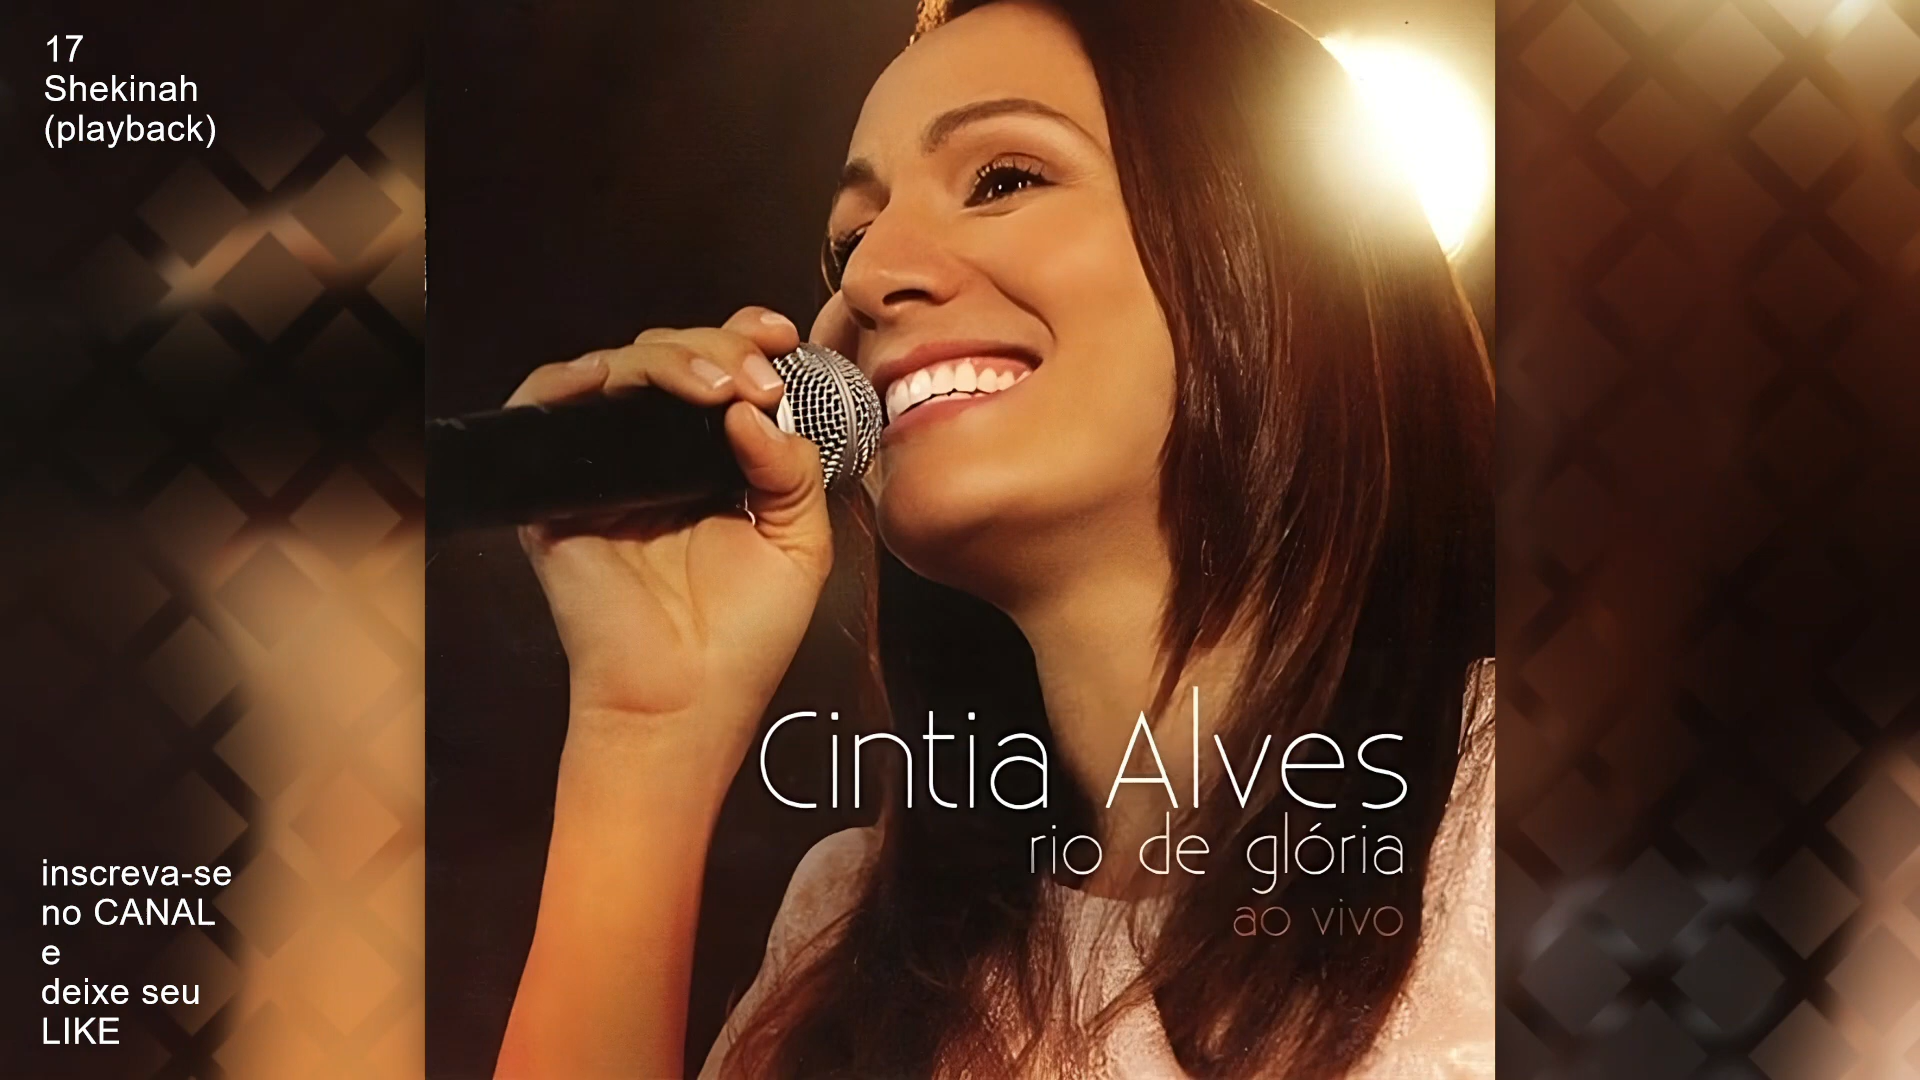 17
Shekinah
(playback)
Cintia Alves
rio de glória
ao vivo
inscreva-se
no CANAL
e
deixe seu
LIKE